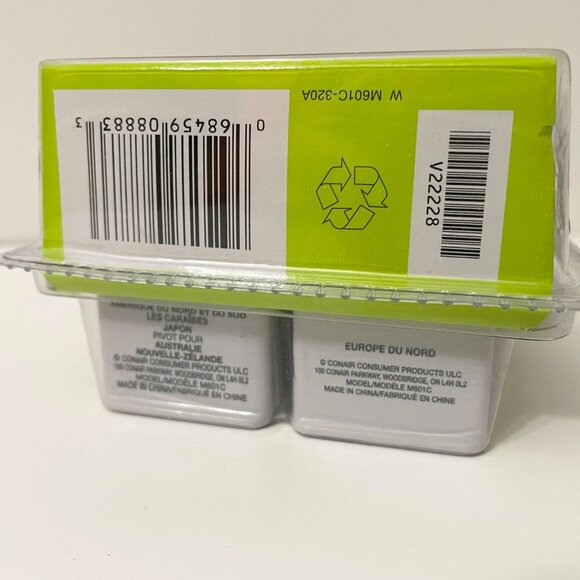 W M601C-320A
0 68459 08883 3
V22228
AMÉRIQUE DU NORD ET DU SUD
LES CARAÏBES
JAPON
PIVOT POUR
AUSTRALIE
NOUVELLE-ZÉLANDE
© CONAIR CONSUMER PRODUCTS ULC
100 CONAIR PARKWAY, WOODBRIDGE, ON L4H 0L2
MODEL/MODÈLE M601C
MADE IN CHINA/FABRIQUÉ EN CHINE
EUROPE DU NORD
© CONAIR CONSUMER PRODUCTS ULC
100 CONAIR PARKWAY, WOODBRIDGE, ON L4H 0L2
MODEL/MODÈLE M601C
MADE IN CHINA/FABRIQUÉ EN CHINE